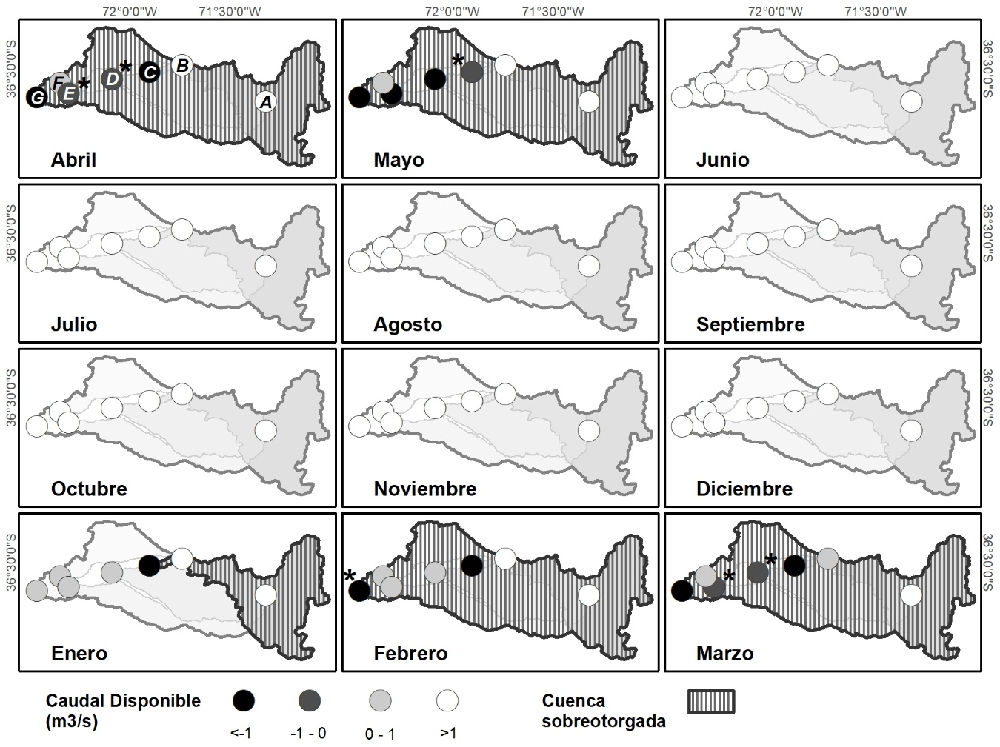 72°0'0"W 71°30'0"W 72°0'0"W 71°30'0"W 72°0'0"W 71°30'0"W
36°30'0"S
36°30'0"S
F * D * C B
G E A
*
Abril Mayo Junio
36°30'0"S
36°30'0"S
Julio Agosto Septiembre
36°30'0"S
36°30'0"S
Octubre Noviembre Diciembre
36°30'0"S
36°30'0"S
* * *
Enero Febrero Marzo
Caudal Disponible Cuenca
(m3/s) sobreotorgada
<-1 -1 - 0 0 - 1 >1